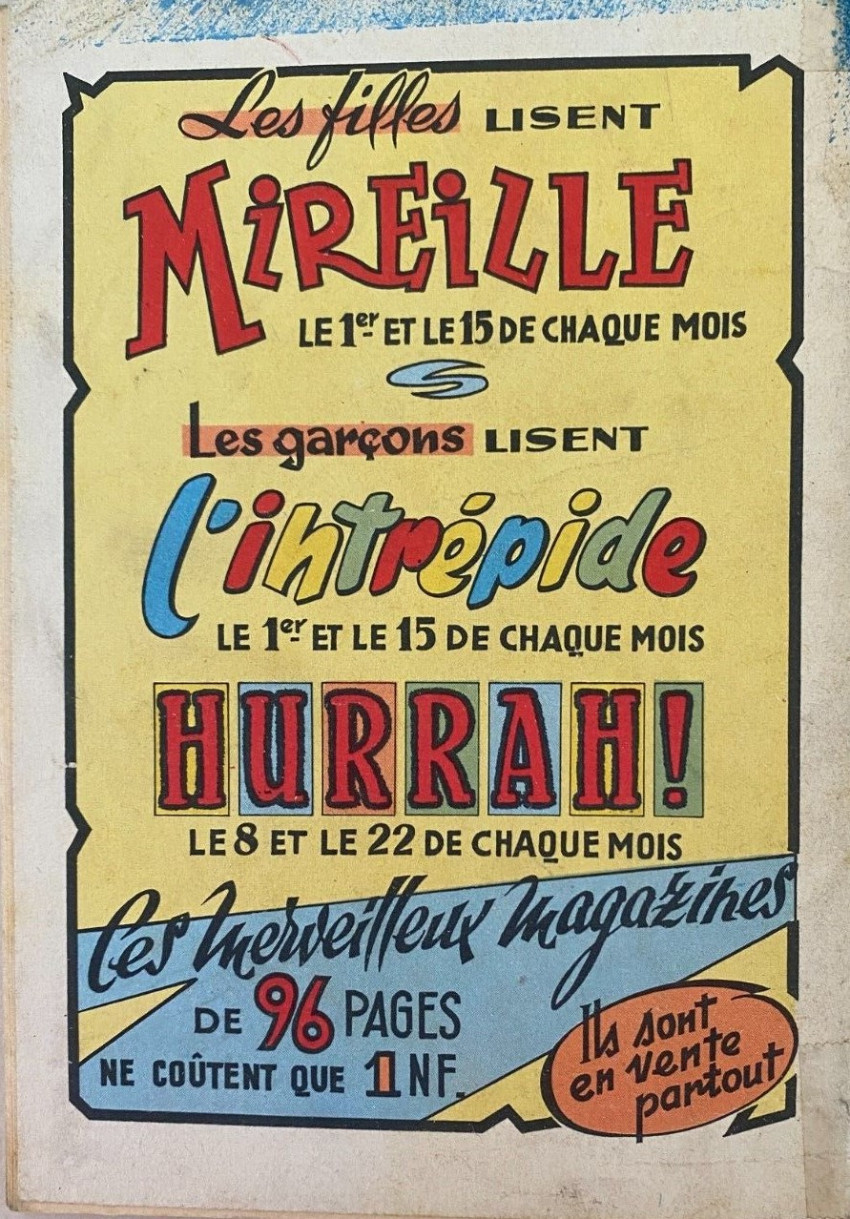 Les filles LISENT
MiREiLLE
LE 1er ET LE 15 DE CHAQUE MOIS
Les garçons LISENT
l'intrépide
LE 1er ET LE 15 DE CHAQUE MOIS
HURRAH!
LE 8 ET LE 22 DE CHAQUE MOIS
Ces merveilleux magazines
DE 96 PAGES
NE COÛTENT QUE 1 NF.
Ils sont
en vente
partout